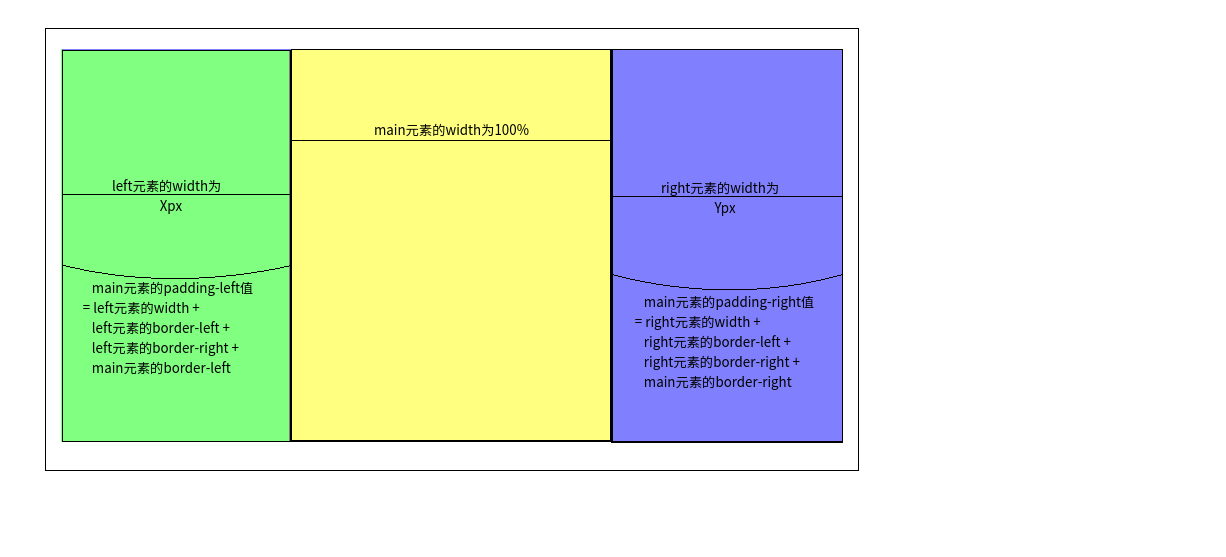 main元素的width为100%
left元素的width为
Xpx
right元素的width为
Ypx
main元素的padding-left值
= left元素的width +
left元素的border-left +
left元素的border-right +
main元素的border-left
main元素的padding-right值
= right元素的width +
right元素的border-left +
right元素的border-right +
main元素的border-right